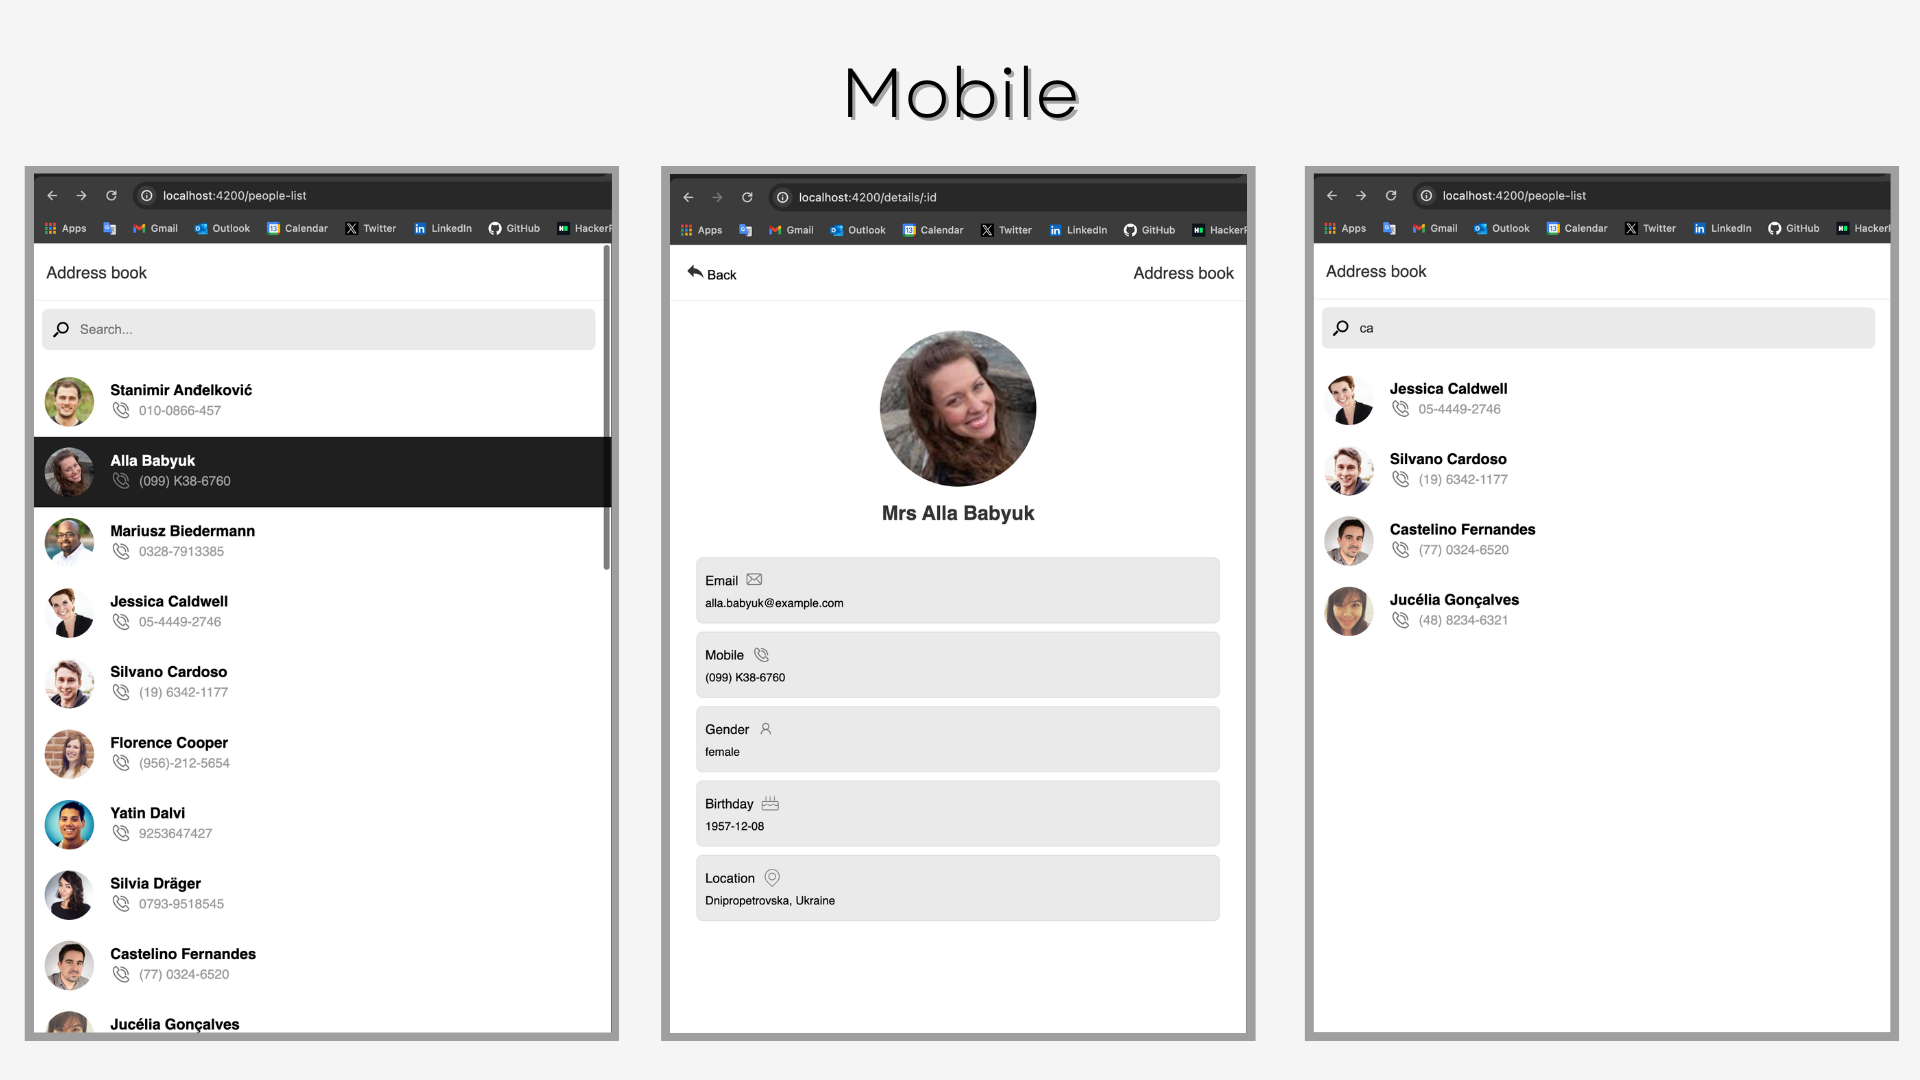 Mobile
localhost:4200/people-list
Apps Gmail Outlook Calendar Twitter LinkedIn GitHub Hacker
Address book
Search...
Stanimir Anđelković
010-0866-457
Alla Babyuk
(099) K38-6760
Mariusz Biedermann
0328-7913385
Jessica Caldwell
05-4449-2746
Silvano Cardoso
(19) 6342-1177
Florence Cooper
(956)-212-5654
Yatin Dalvi
9253647427
Silvia Dräger
0793-9518545
Castelino Fernandes
(77) 0324-6520
Jucélia Gonçalves
localhost:4200/details/:id
Apps Gmail Outlook Calendar Twitter LinkedIn GitHub Hacker
Back Address book
Mrs Alla Babyuk
Email
alla.babyuk@example.com
Mobile
(099) K38-6760
Gender
female
Birthday
1957-12-08
Location
Dnipropetrovska, Ukraine
localhost:4200/people-list
Apps Gmail Outlook Calendar Twitter LinkedIn GitHub Hacker
Address book
ca
Jessica Caldwell
05-4449-2746
Silvano Cardoso
(19) 6342-1177
Castelino Fernandes
(77) 0324-6520
Jucélia Gonçalves
(48) 8234-6321